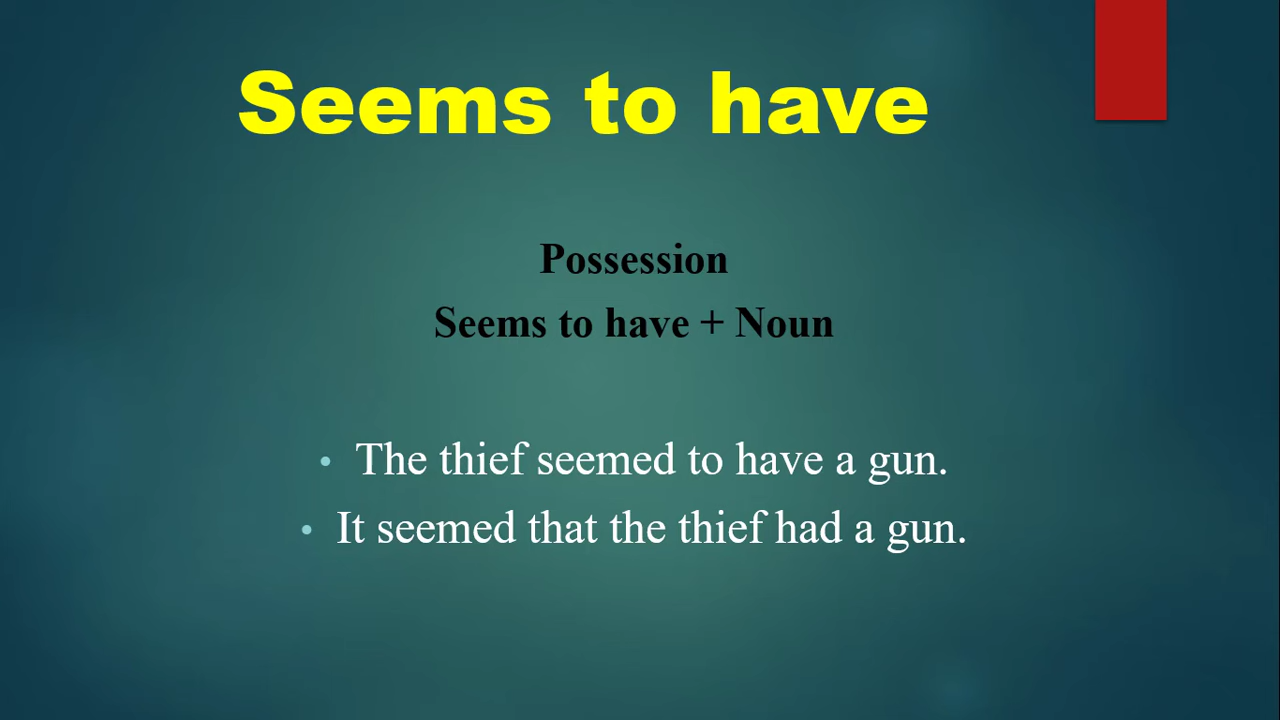 Seems to have
Possession
Seems to have + Noun
• The thief seemed to have a gun.
• It seemed that the thief had a gun.